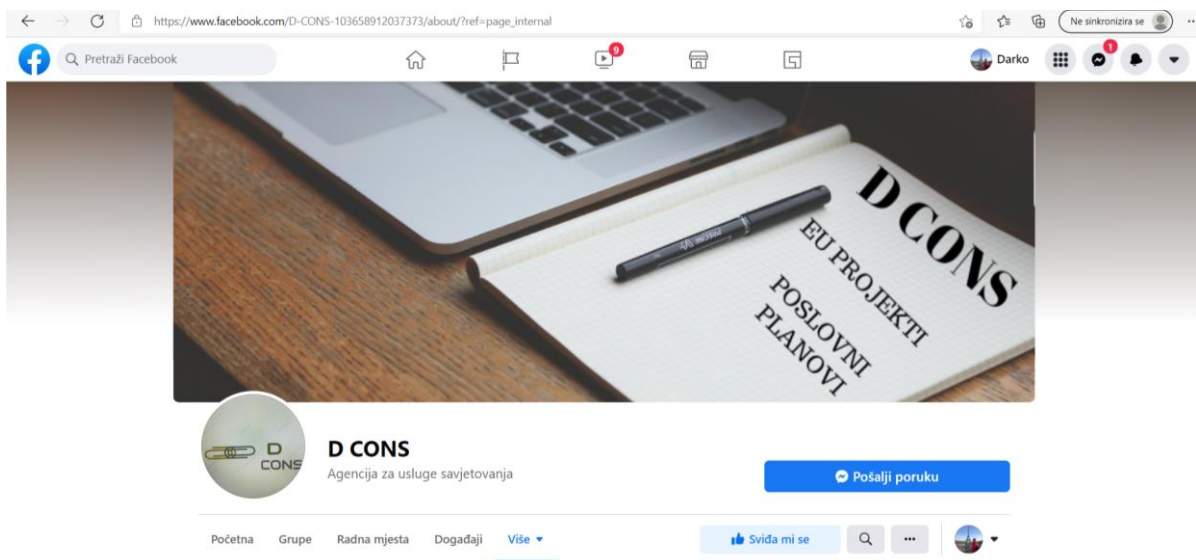 https://www.facebook.com/D-CONS-103658912037373/about/?ref=page_internal
Ne sinkronizira se
Pretraži Facebook
9
Darko
1
D CONS
EU PROJEKTI
POSLOVNI
PLANOVI
D
CONS
D CONS
Agencija za usluge savjetovanja
Pošalji poruku
Početna Grupe Radna mjesta Događaji Više
Sviđa mi se